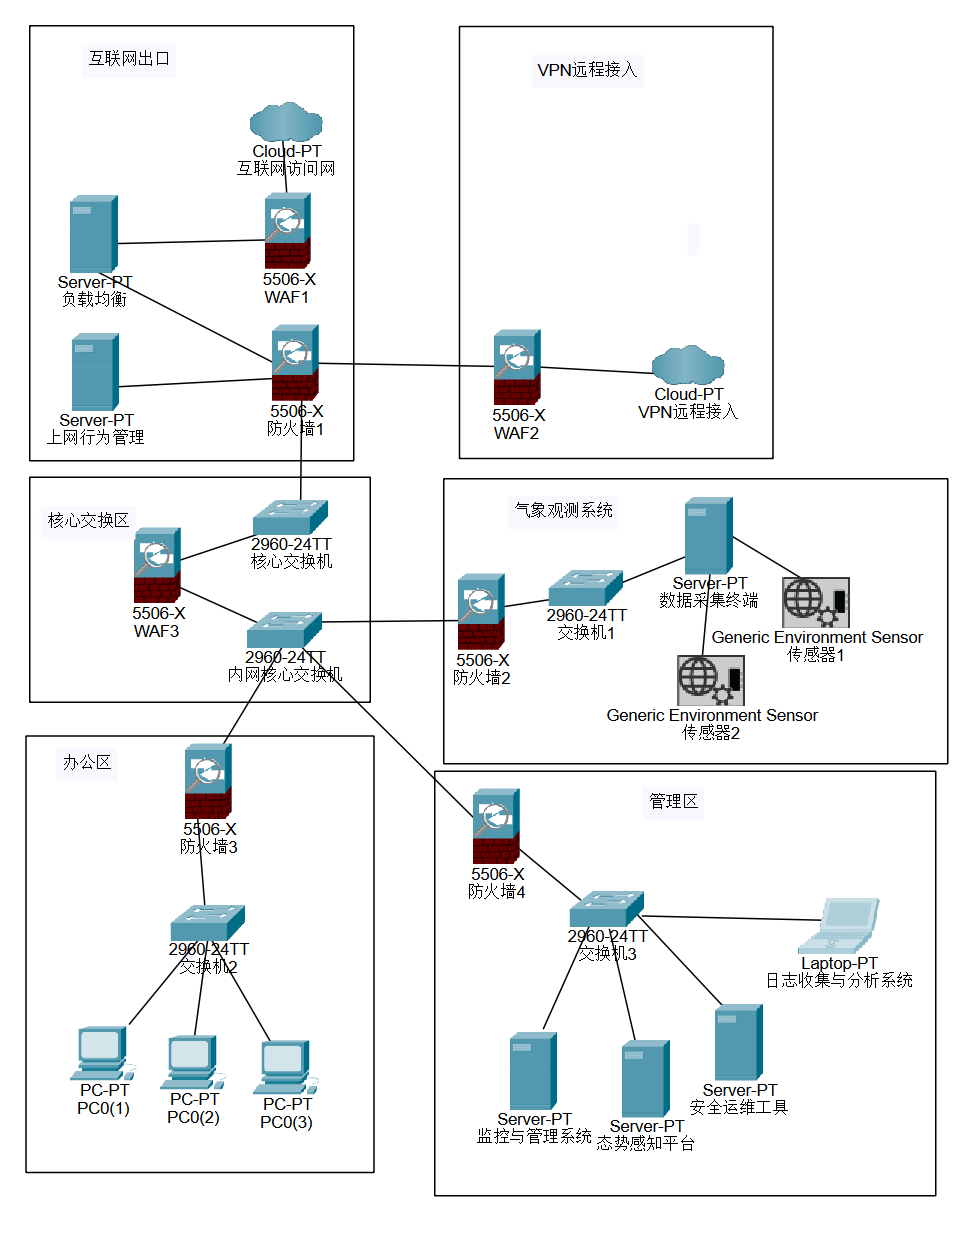 互联网出口
Cloud-PT
互联网访问网
Server-PT
负载均衡
5506-X
WAF1
Server-PT
上网行为管理
5506-X
防火墙1
VPN远程接入
5506-X
WAF2
Cloud-PT
VPN远程接入
核心交换区
2960-24TT
核心交换机
5506-X
WAF3
2960-24TT
内网核心交换机
气象观测系统
5506-X
防火墙2
2960-24TT
交换机1
Server-PT
数据采集终端
Generic Environment Sensor
传感器1
Generic Environment Sensor
传感器2
办公区
5506-X
防火墙3
2960-24TT
交换机2
PC-PT
PC0(1)
PC-PT
PC0(2)
PC-PT
PC0(3)
管理区
5506-X
防火墙4
2960-24TT
交换机3
Laptop-PT
日志收集与分析系统
Server-PT
安全运维工具
Server-PT
监控与管理系统
Server-PT
态势感知平台